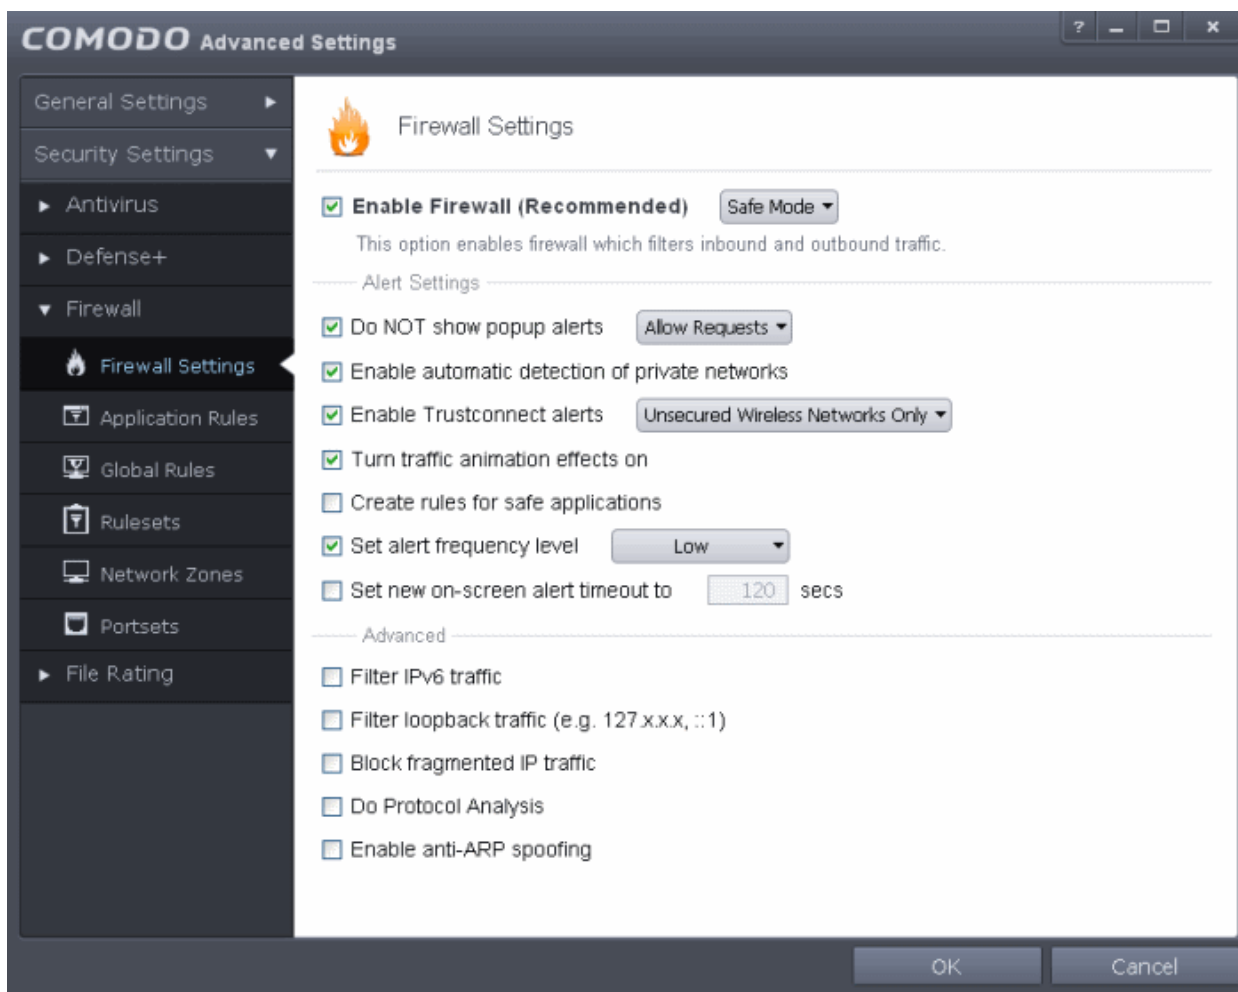 COMODO Advanced Settings
?
General Settings
Security Settings
Antivirus
Defense+
Firewall
Firewall Settings
Application Rules
Global Rules
Rulesets
Network Zones
Portsets
File Rating
Firewall Settings
Enable Firewall (Recommended) Safe Mode
This option enables firewall which filters inbound and outbound traffic.
Alert Settings
Do NOT show popup alerts Allow Requests
Enable automatic detection of private networks
Enable Trustconnect alerts Unsecured Wireless Networks Only
Turn traffic animation effects on
Create rules for safe applications
Set alert frequency level Low
Set new on-screen alert timeout to 120 secs
Advanced
Filter IPv6 traffic
Filter loopback traffic (e.g. 127.x.x.x, ::1)
Block fragmented IP traffic
Do Protocol Analysis
Enable anti-ARP spoofing
OK Cancel